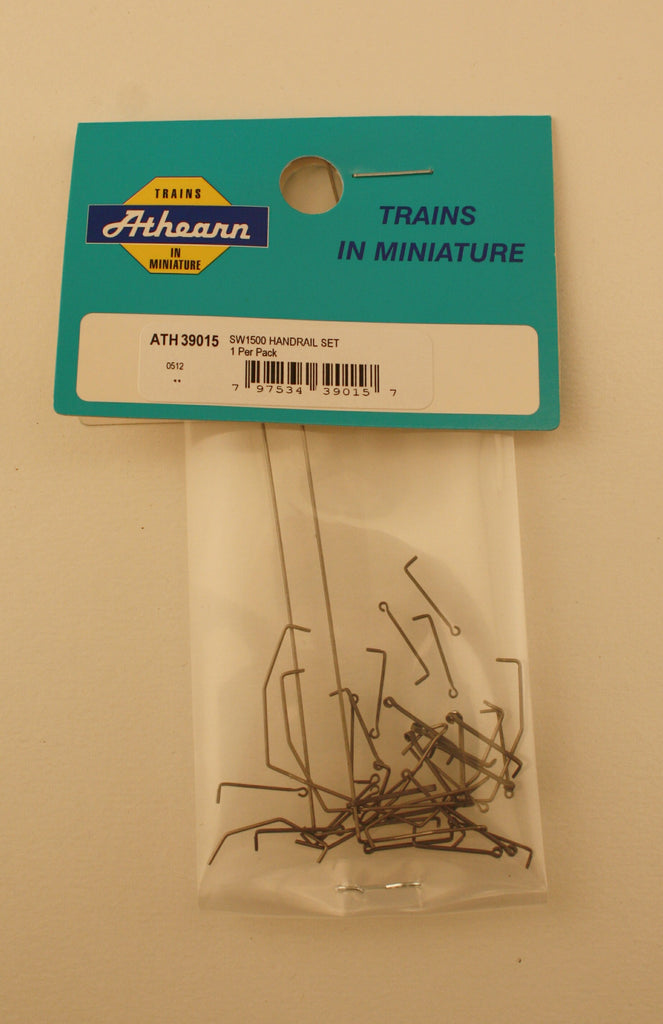 TRAINS
Athearn
IN
MINIATURE
TRAINS
IN MINIATURE
ATH 39015 SW1500 HANDRAIL SET
1 Per Pack
0512
7 97534 39015 7